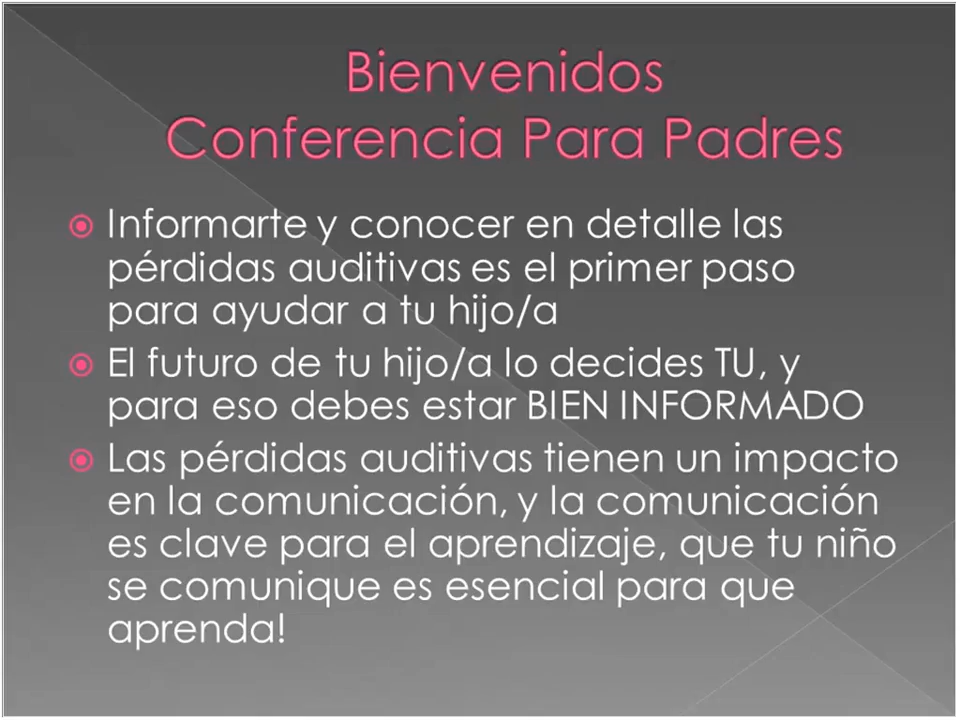 Bienvenidos
Conferencia Para Padres
Informarte y conocer en detalle las
pérdidas auditivas es el primer paso
para ayudar a tu hijo/a
El futuro de tu hijo/a lo decides TU, y
para eso debes estar BIEN INFORMADO
Las pérdidas auditivas tienen un impacto
en la comunicación, y la comunicación
es clave para el aprendizaje, que tu niño
se comunique es esencial para que
aprenda!